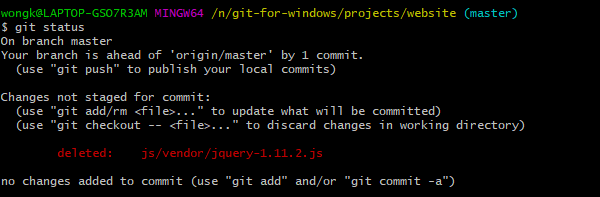 wongk@LAPTOP-GSO7R3AM MINGW64 /n/git-for-windows/projects/website (master)
$ git status
On branch master
Your branch is ahead of 'origin/master' by 1 commit.
  (use "git push" to publish your local commits)

Changes not staged for commit:
  (use "git add/rm <file>..." to update what will be committed)
  (use "git checkout -- <file>..." to discard changes in working directory)

        deleted:    js/vendor/jquery-1.11.2.js

no changes added to commit (use "git add" and/or "git commit -a")